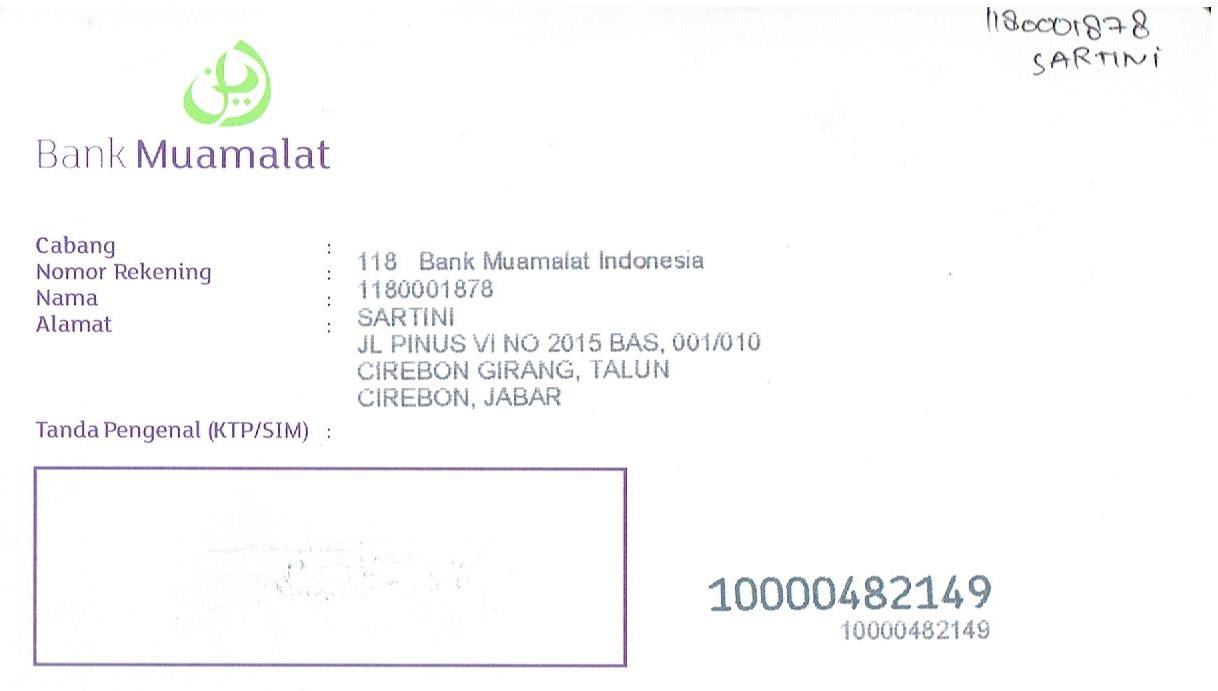 1180001878
SARTINI
Bank Muamalat
Cabang : 118 Bank Muamalat Indonesia
Nomor Rekening : 1180001878
Nama : SARTINI
Alamat : JL PINUS VI NO 2015 BAS, 001/010
CIREBON GIRANG, TALUN
CIREBON, JABAR
Tanda Pengenal (KTP/SIM) :
10000482149
10000482149